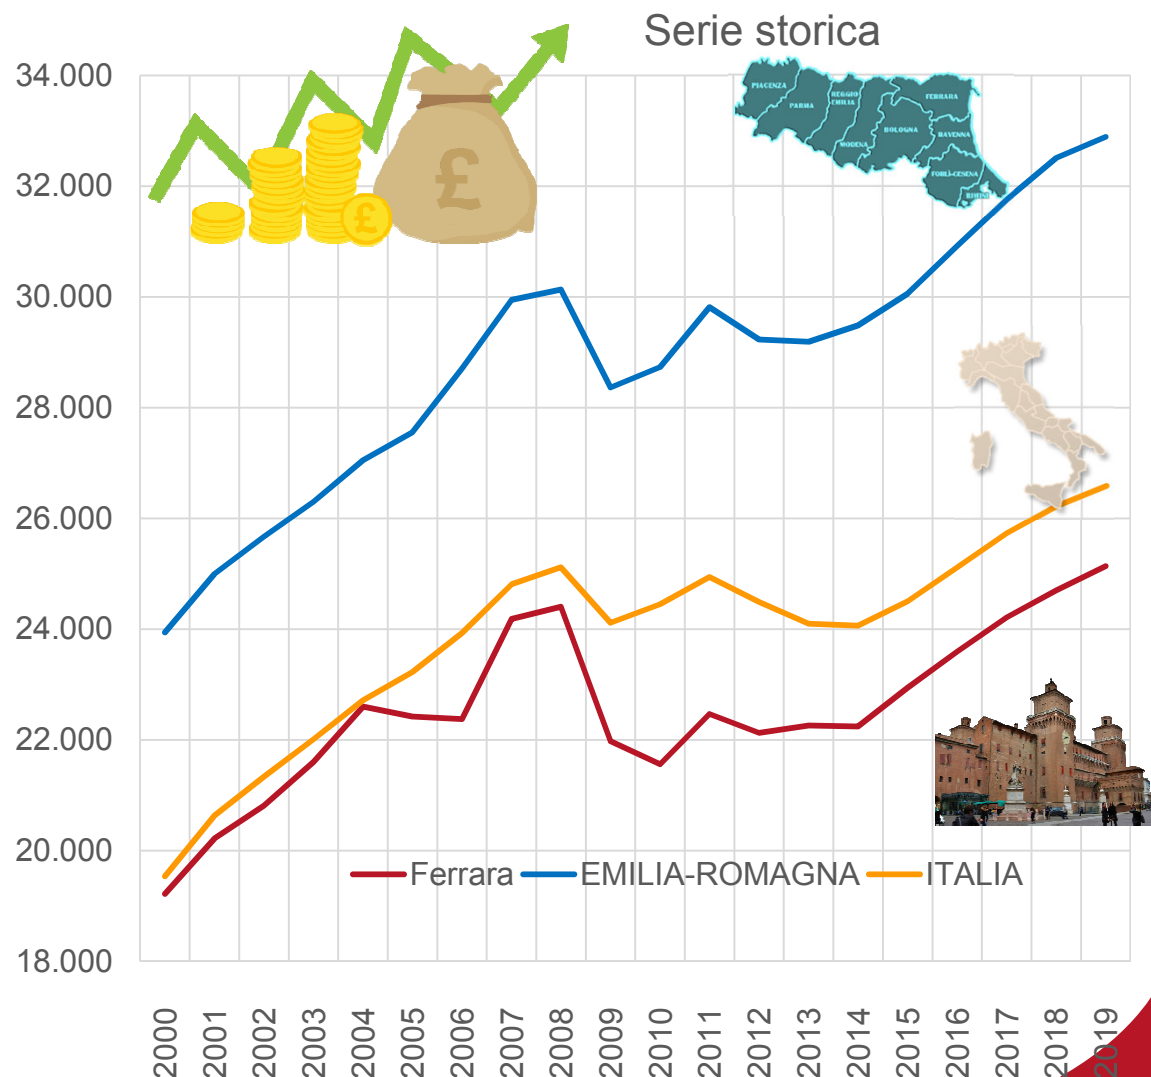 Serie storica
34.000
32.000
30.000
28.000
26.000
24.000
22.000
20.000
18.000
£
£
PIACENZA
PARMA
REGGIO
EMILIA
MODENA
BOLOGNA
FERRARA
RAVENNA
FORLÌ-CESENA
RIMINI
Ferrara
EMILIA-ROMAGNA
ITALIA
2000
2001
2002
2003
2004
2005
2006
2007
2008
2009
2010
2011
2012
2013
2014
2015
2016
2017
2018
2019